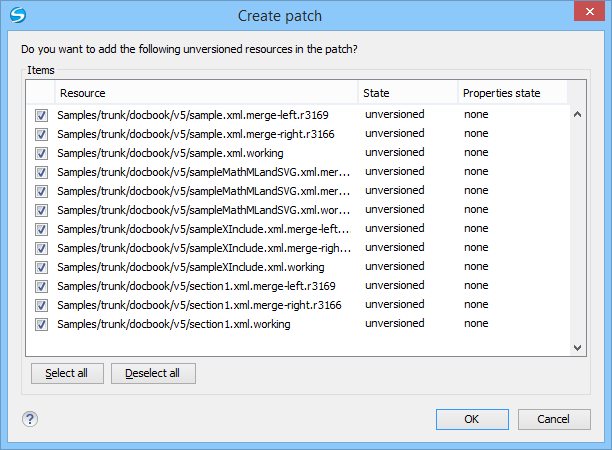 Create patch
Do you want to add the following unversioned resources in the patch?
Items
Resource State Properties state
Samples/trunk/docbook/v5/sample.xml.merge-left.r3169 unversioned none
Samples/trunk/docbook/v5/sample.xml.merge-right.r3166 unversioned none
Samples/trunk/docbook/v5/sample.xml.working unversioned none
Samples/trunk/docbook/v5/sampleMathMLandSVG.xml.mer... unversioned none
Samples/trunk/docbook/v5/sampleMathMLandSVG.xml.mer... unversioned none
Samples/trunk/docbook/v5/sampleMathMLandSVG.xml.wor... unversioned none
Samples/trunk/docbook/v5/sampleXInclude.xml.merge-left.... unversioned none
Samples/trunk/docbook/v5/sampleXInclude.xml.merge-righ... unversioned none
Samples/trunk/docbook/v5/sampleXInclude.xml.working unversioned none
Samples/trunk/docbook/v5/section1.xml.merge-left.r3169 unversioned none
Samples/trunk/docbook/v5/section1.xml.merge-right.r3166 unversioned none
Samples/trunk/docbook/v5/section1.xml.working unversioned none
Select all Deselect all
? OK Cancel